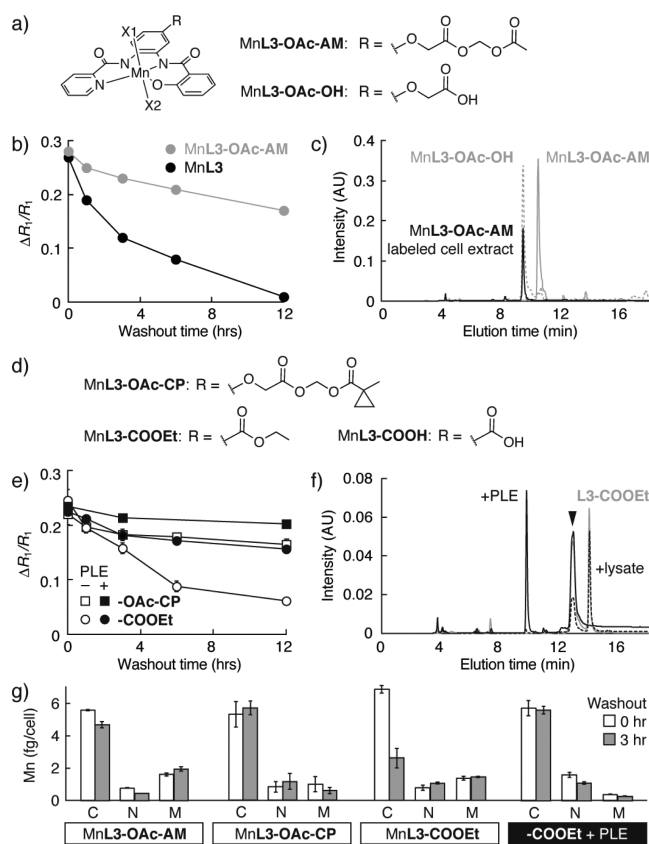 a)
X1
R
O
N
Mn
N
O
N
O
X2
MnL3-OAc-AM: R =
O
O
O
O
O
MnL3-OAc-OH: R =
O
O
OH
b)
0.3
0.2
0.1
0
ΔR1/R1
MnL3-OAc-AM
MnL3
0 4 8 12
Washout time (hrs)
c)
0.4
0.3
0.2
0.1
0
Intensity (AU)
MnL3-OAc-OH
MnL3-OAc-AM
MnL3-OAc-AM
labeled cell extract
4 8 12 16
Elution time (min)
d)
MnL3-OAc-CP: R =
O
O
O
O
O
MnL3-COOEt: R =
O
O
MnL3-COOH: R =
O
OH
e)
0.3
0.2
0.1
0
ΔR1/R1
PLE
− +
-OAc-CP
-COOEt
0 4 8 12
Washout time (hrs)
f)
0.08
0.06
0.04
0.02
0
Intensity (AU)
+PLE
L3-COOEt
+lysate
4 8 12 16
Elution time (min)
g)
6
4
2
0
Mn (fg/cell)
Washout
0 hr
3 hr
C N M C N M C N M C N M
MnL3-OAc-AM MnL3-OAc-CP MnL3-COOEt -COOEt + PLE